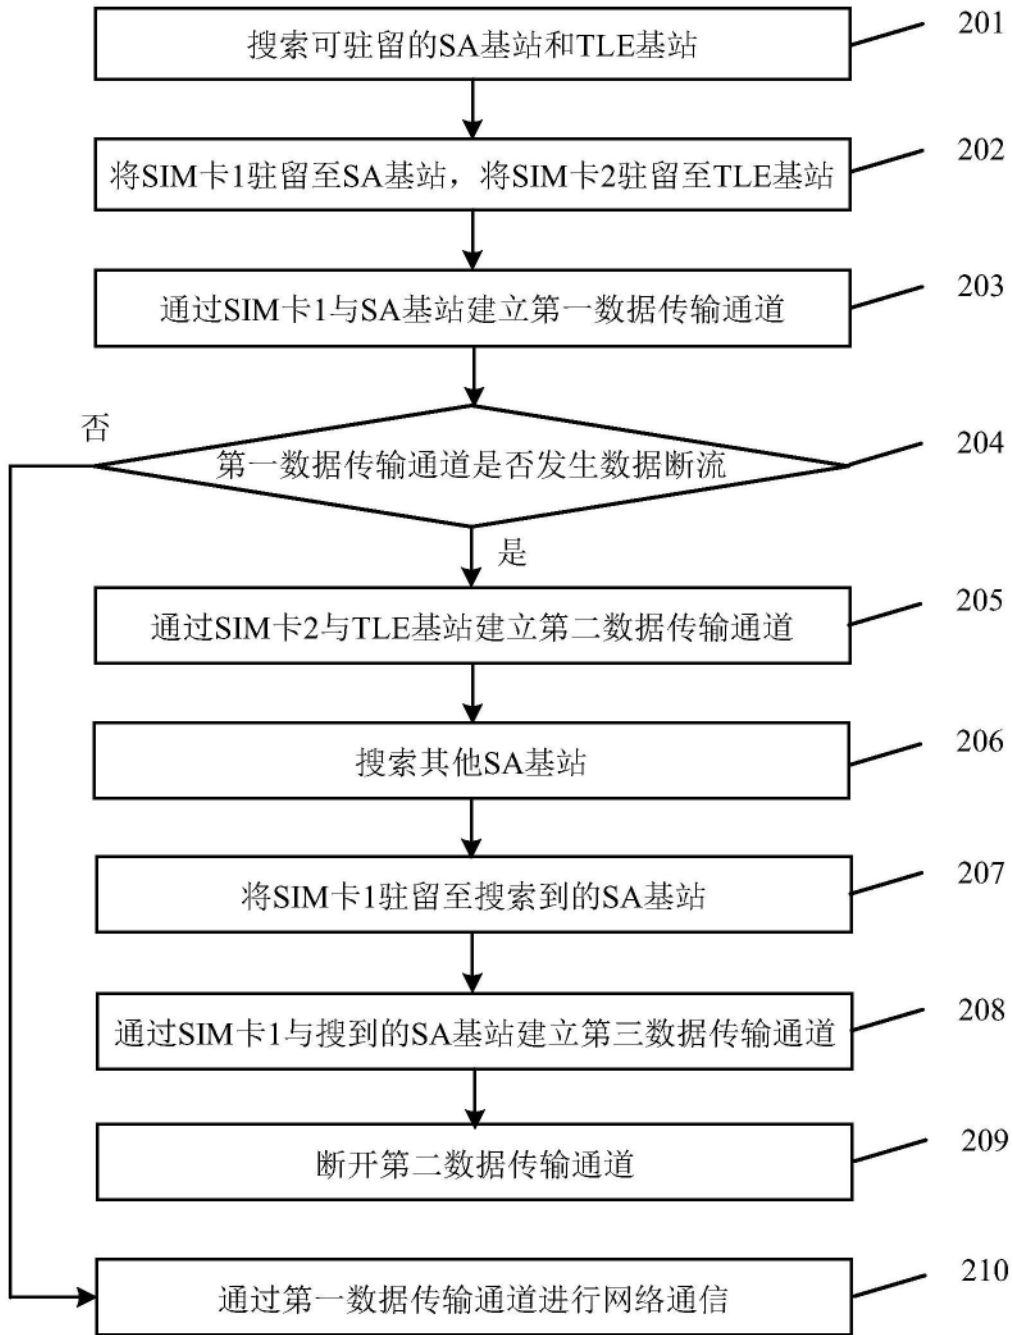 搜索可驻留的SA基站和TLE基站
201
将SIM卡1驻留至SA基站，将SIM卡2驻留至TLE基站
202
通过SIM卡1与SA基站建立第一数据传输通道
203
否
第一数据传输通道是否发生数据断流
204
是
通过SIM卡2与TLE基站建立第二数据传输通道
205
搜索其他SA基站
206
将SIM卡1驻留至搜索到的SA基站
207
通过SIM卡1与搜到的SA基站建立第三数据传输通道
208
断开第二数据传输通道
209
通过第一数据传输通道进行网络通信
210